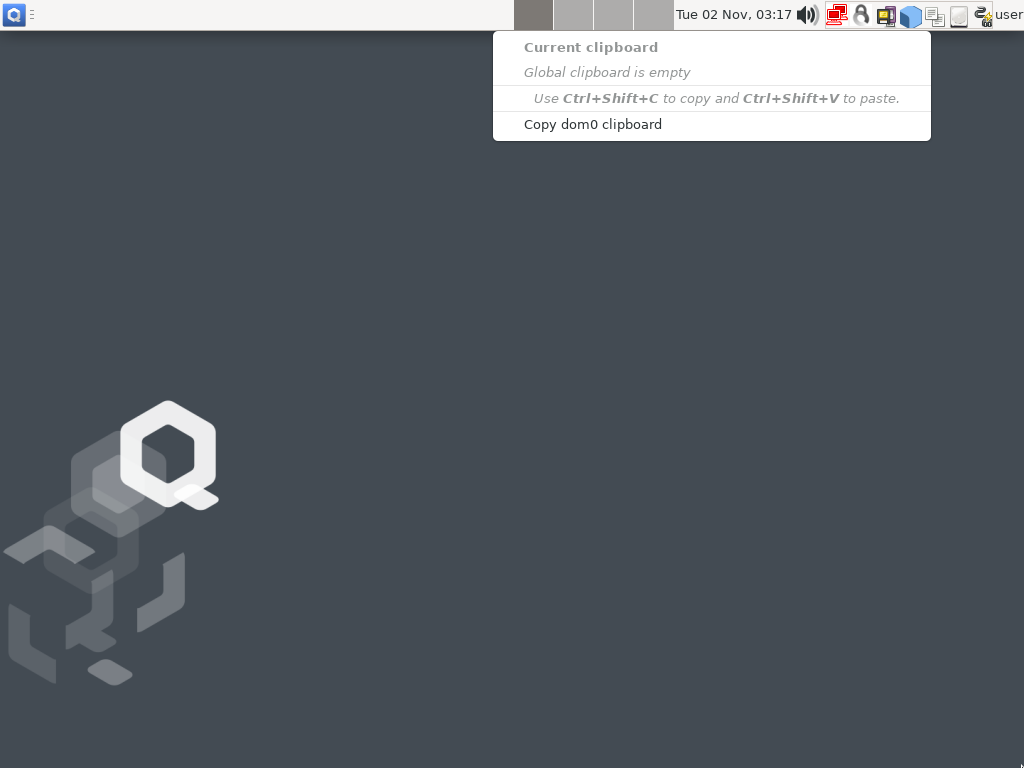 Tue 02 Nov, 03:17
user
Current clipboard
Global clipboard is empty
Use Ctrl+Shift+C to copy and Ctrl+Shift+V to paste.
Copy dom0 clipboard